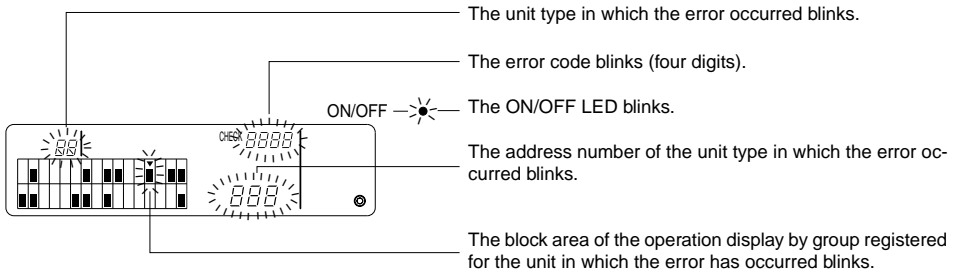 The unit type in which the error occurred blinks.
The error code blinks (four digits).
ON/OFF
The ON/OFF LED blinks.
CHECK 8888
88
The address number of the unit type in which the error oc-
curred blinks.
888
The block area of the operation display by group registered
for the unit in which the error has occurred blinks.